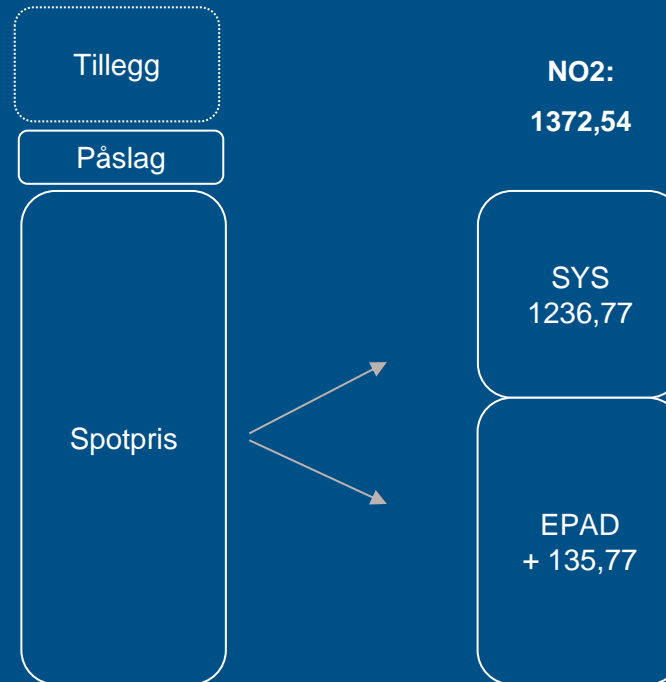 Tillegg
Påslag
Spotpris
NO2:
1372,54
SYS
1236,77
EPAD
+ 135,77